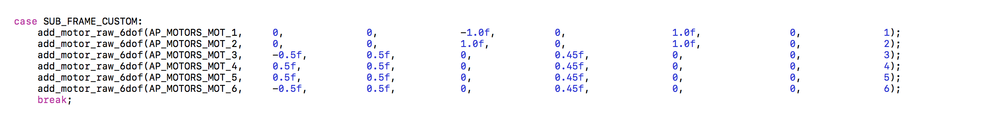 case SUB_FRAME_CUSTOM:
add_motor_raw_6dof(AP_MOTORS_MOT_1, 0, 0, -1.0f, 0, 1.0f, 0, 1);
add_motor_raw_6dof(AP_MOTORS_MOT_2, 0, 0, 1.0f, 0, 1.0f, 0, 2);
add_motor_raw_6dof(AP_MOTORS_MOT_3, -0.5f, 0.5f, 0, 0.45f, 0, 0, 3);
add_motor_raw_6dof(AP_MOTORS_MOT_4, 0.5f, 0.5f, 0, 0.45f, 0, 0, 4);
add_motor_raw_6dof(AP_MOTORS_MOT_5, 0.5f, 0.5f, 0, 0.45f, 0, 0, 5);
add_motor_raw_6dof(AP_MOTORS_MOT_6, -0.5f, 0.5f, 0, 0.45f, 0, 0, 6);
break;